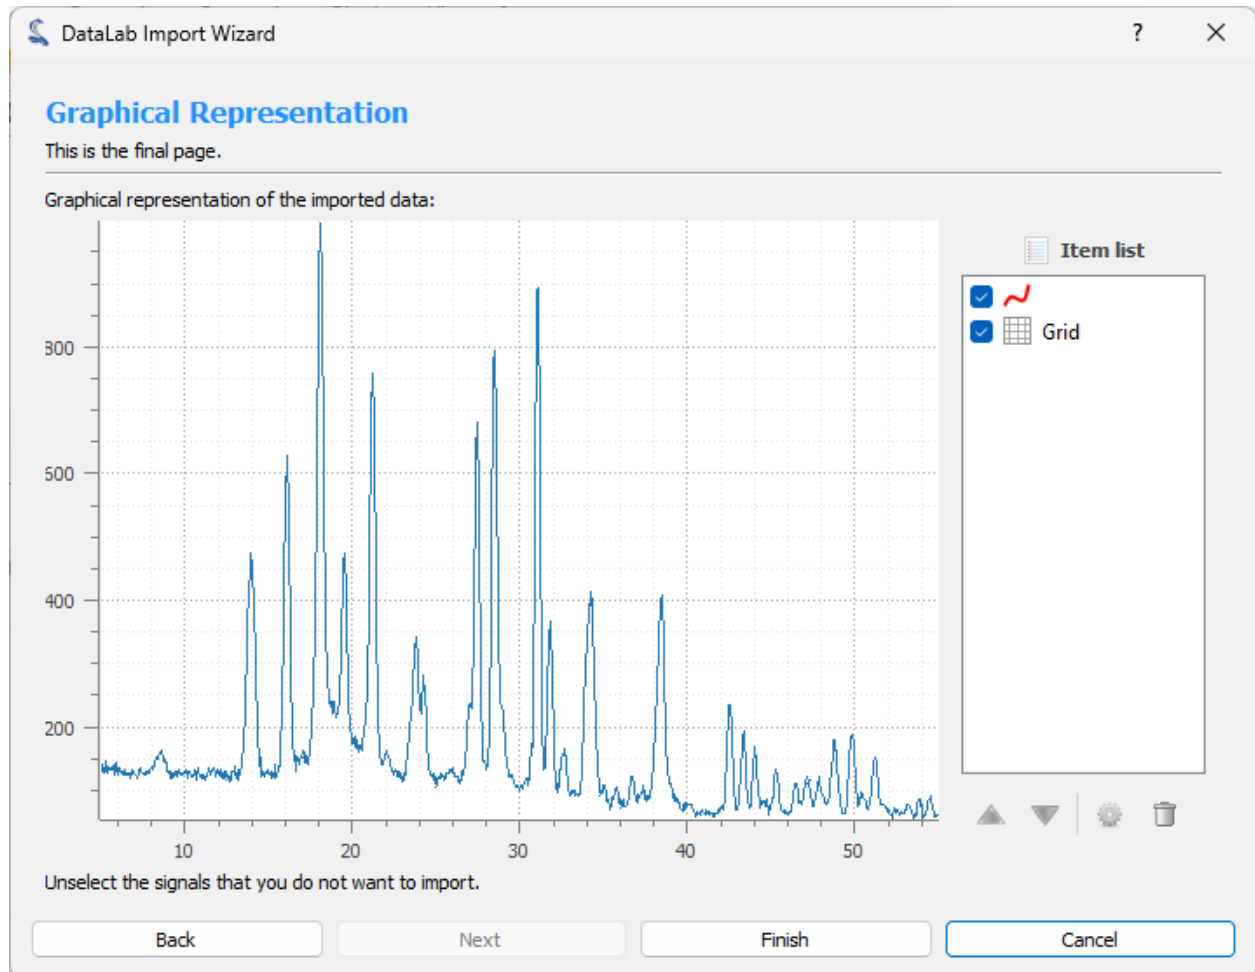 DataLab Import Wizard
?
Graphical Representation
This is the final page.
Graphical representation of the imported data:
Item list
Grid
800
600
400
200
10 20 30 40 50
Unselect the signals that you do not want to import.
Back Next Finish Cancel